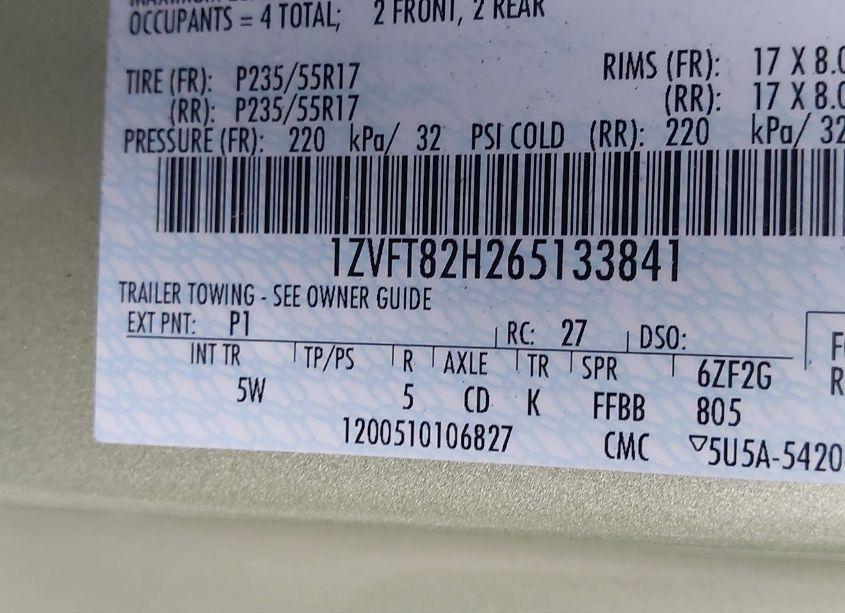 OCCUPANTS = 4 TOTAL; 2 FRONT, 2 REAR
TIRE (FR): P235/55R17 RIMS (FR): 17 X 8.0
(RR): P235/55R17 (RR): 17 X 8.0
PRESSURE (FR): 220 kPa/ 32 PSI COLD (RR): 220 kPa/ 32
1ZVFT82H265133841
TRAILER TOWING - SEE OWNER GUIDE
EXT PNT: P1 RC: 27 DSO:
INT TR TP/PS R AXLE TR SPR 6ZF2G
5W 5 CD K FFBB 805
1200510106827 CMC ▽5U5A-5420